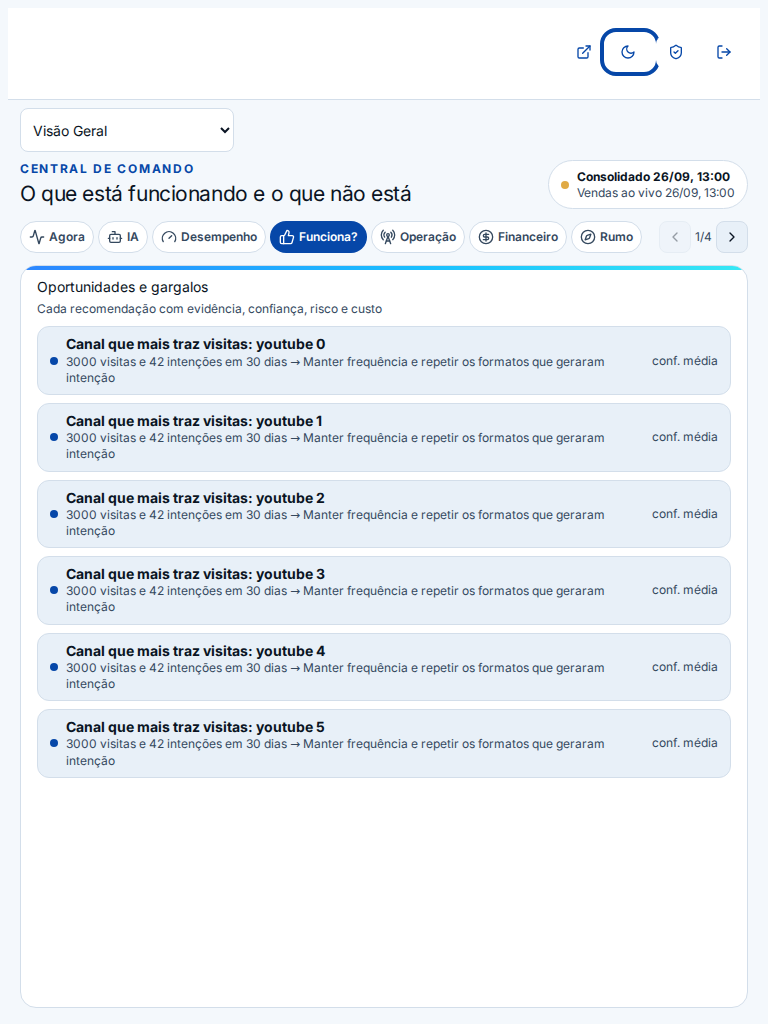 Visão Geral
CENTRAL DE COMANDO
O que está funcionando e o que não está
Consolidado 26/09, 13:00
Vendas ao vivo 26/09, 13:00
Agora
IA
Desempenho
Funciona?
Operação
Financeiro
Rumo
1/4
Oportunidades e gargalos
Cada recomendação com evidência, confiança, risco e custo
Canal que mais traz visitas: youtube 0
3000 visitas e 42 intenções em 30 dias → Manter frequência e repetir os formatos que geraram
intenção
conf. média
Canal que mais traz visitas: youtube 1
3000 visitas e 42 intenções em 30 dias → Manter frequência e repetir os formatos que geraram
intenção
conf. média
Canal que mais traz visitas: youtube 2
3000 visitas e 42 intenções em 30 dias → Manter frequência e repetir os formatos que geraram
intenção
conf. média
Canal que mais traz visitas: youtube 3
3000 visitas e 42 intenções em 30 dias → Manter frequência e repetir os formatos que geraram
intenção
conf. média
Canal que mais traz visitas: youtube 4
3000 visitas e 42 intenções em 30 dias → Manter frequência e repetir os formatos que geraram
intenção
conf. média
Canal que mais traz visitas: youtube 5
3000 visitas e 42 intenções em 30 dias → Manter frequência e repetir os formatos que geraram
intenção
conf. média